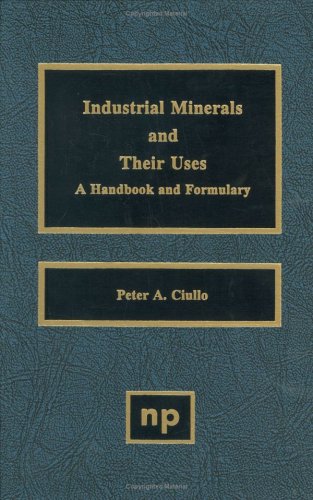 Industrial Minerals
and
Their Uses
A Handbook and Formulary
Peter A. Ciullo
np